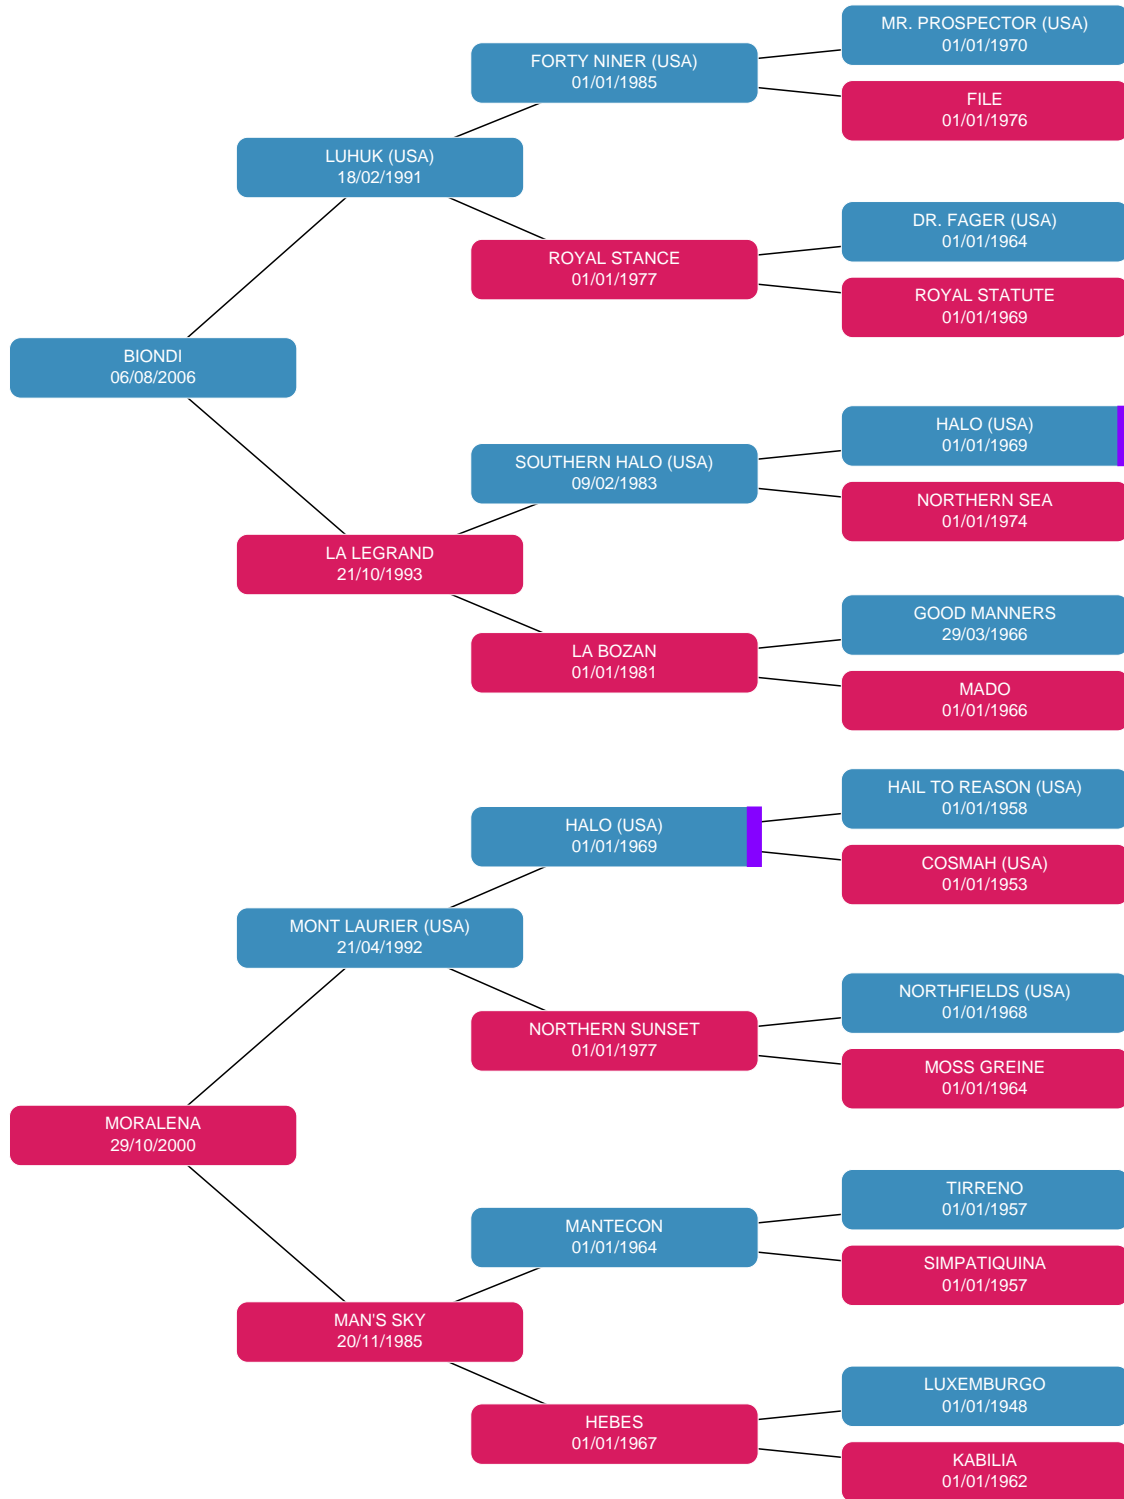 MR. PROSPECTOR (USA)
01/01/1970
FORTY NINER (USA)
01/01/1985
FILE
01/01/1976
LUHUK (USA)
18/02/1991
DR. FAGER (USA)
01/01/1964
ROYAL STANCE
01/01/1977
ROYAL STATUTE
01/01/1969
BIONDI
06/08/2006
HALO (USA)
01/01/1969
SOUTHERN HALO (USA)
09/02/1983
NORTHERN SEA
01/01/1974
LA LEGRAND
21/10/1993
GOOD MANNERS
29/03/1966
LA BOZAN
01/01/1981
MADO
01/01/1966
HAIL TO REASON (USA)
01/01/1958
HALO (USA)
01/01/1969
COSMAH (USA)
01/01/1953
MONT LAURIER (USA)
21/04/1992
NORTHFIELDS (USA)
01/01/1968
NORTHERN SUNSET
01/01/1977
MOSS GREINE
01/01/1964
MORALENA
29/10/2000
TIRRENO
01/01/1957
MANTECON
01/01/1964
SIMPATIQUINA
01/01/1957
MAN'S SKY
20/11/1985
LUXEMBURGO
01/01/1948
HEBES
01/01/1967
KABILIA
01/01/1962